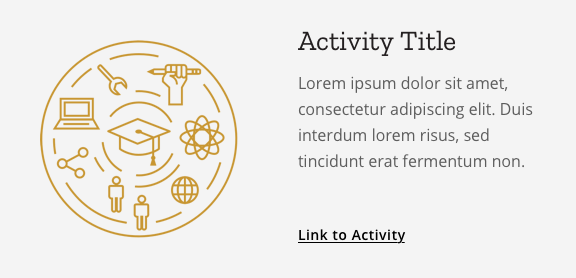 Activity Title
Lorem ipsum dolor sit amet,
consectetur adipiscing elit. Duis
interdum lorem risus, sed
tincidunt erat fermentum non.
Link to Activity